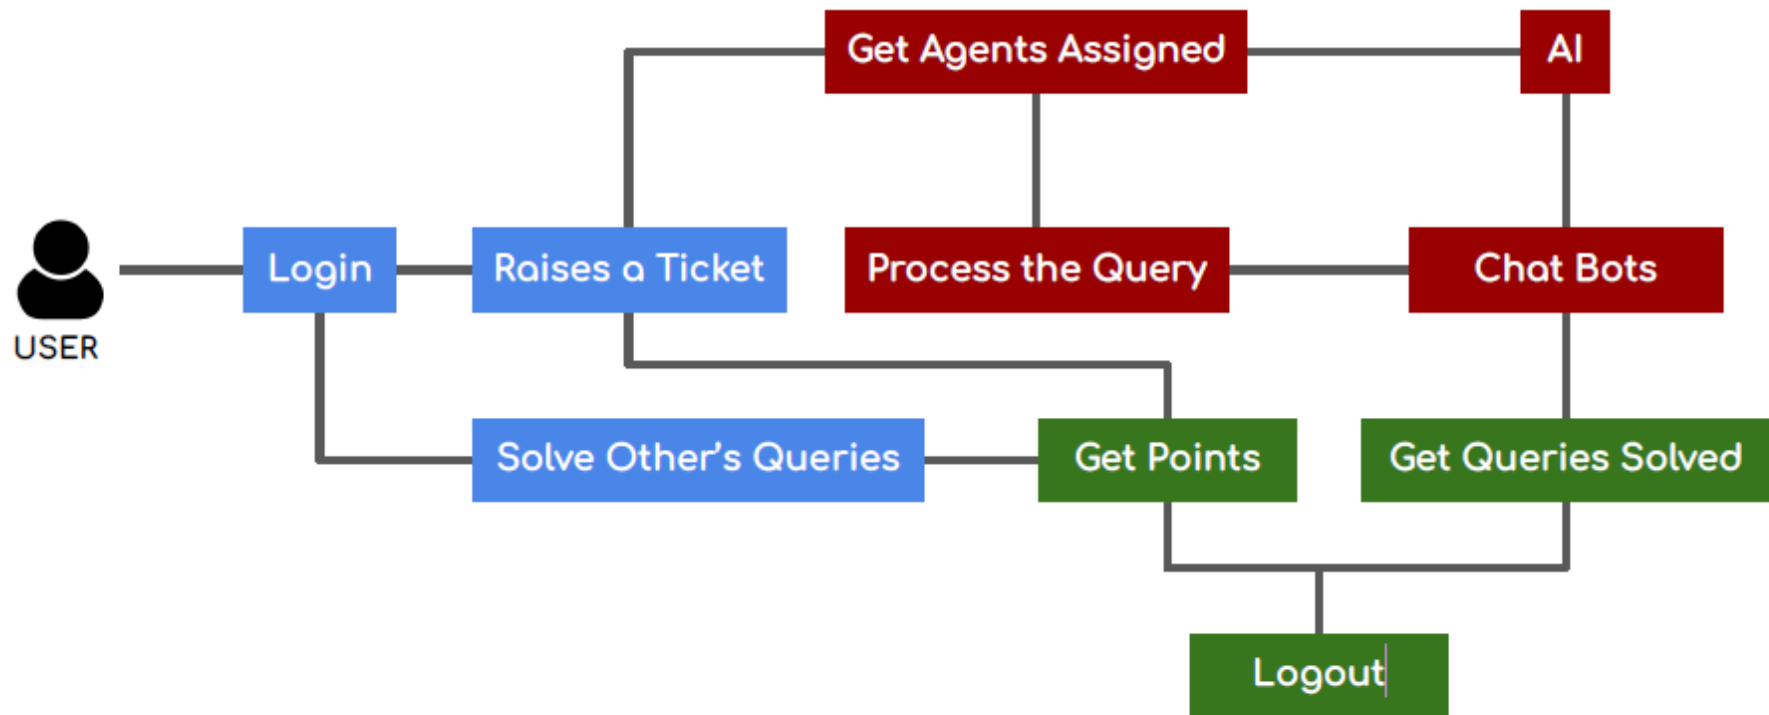 Get Agents Assigned
AI
USER
Login
Raises a Ticket
Process the Query
Chat Bots
Solve Other's Queries
Get Points
Get Queries Solved
Logout